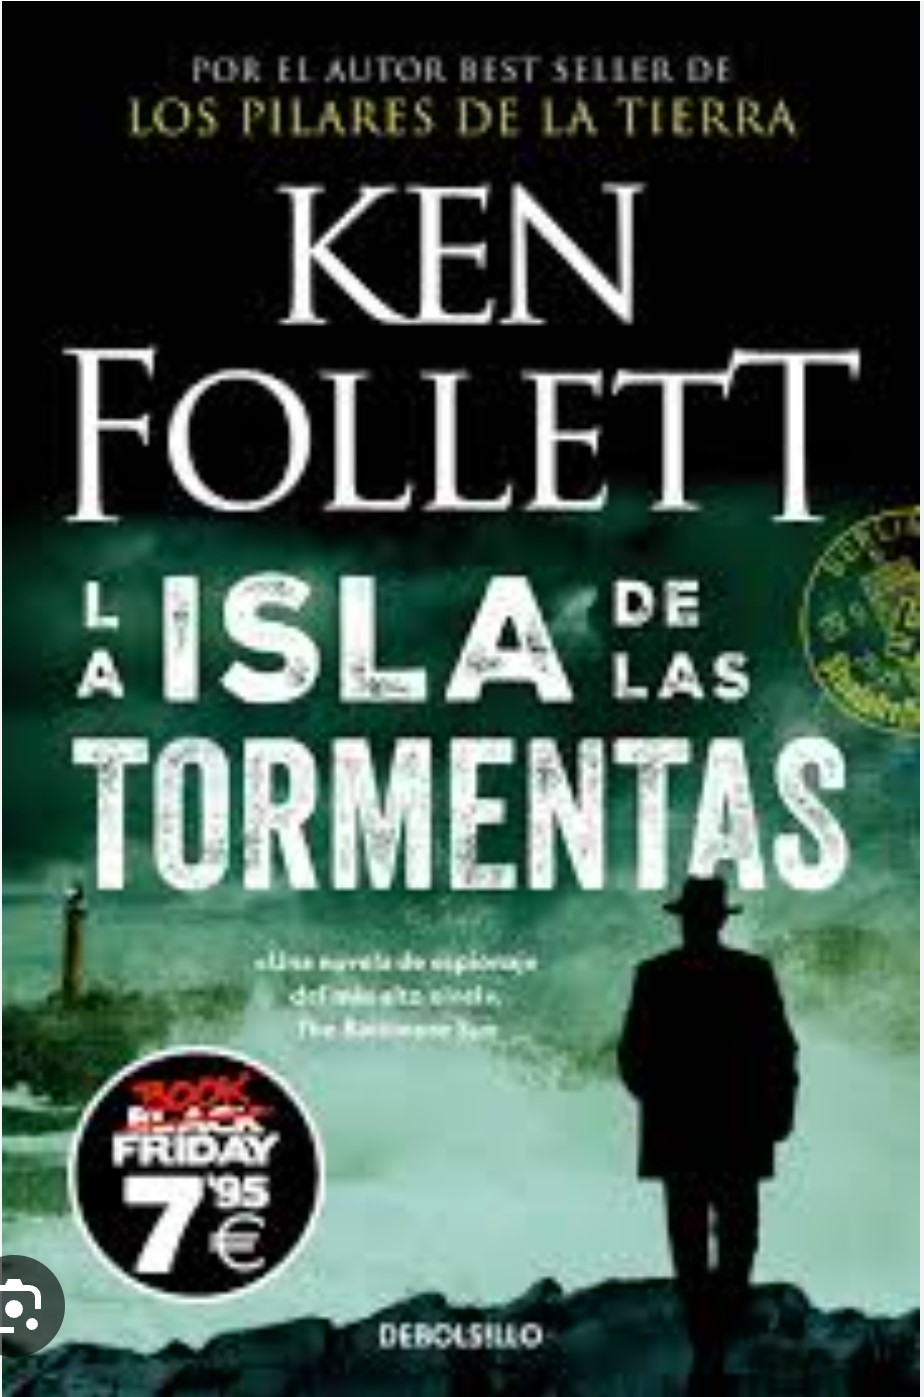 POR EL AUTOR BEST SELLER DE
LOS PILARES DE LA TIERRA
KEN
FOLLETT
LA ISLA DE LAS
TORMENTAS
«Una novela de espionaje
del más alto nivel».
The Baltimore Sun
BOOK
BLACK
FRIDAY
7'95
€
DEBOLSILLO